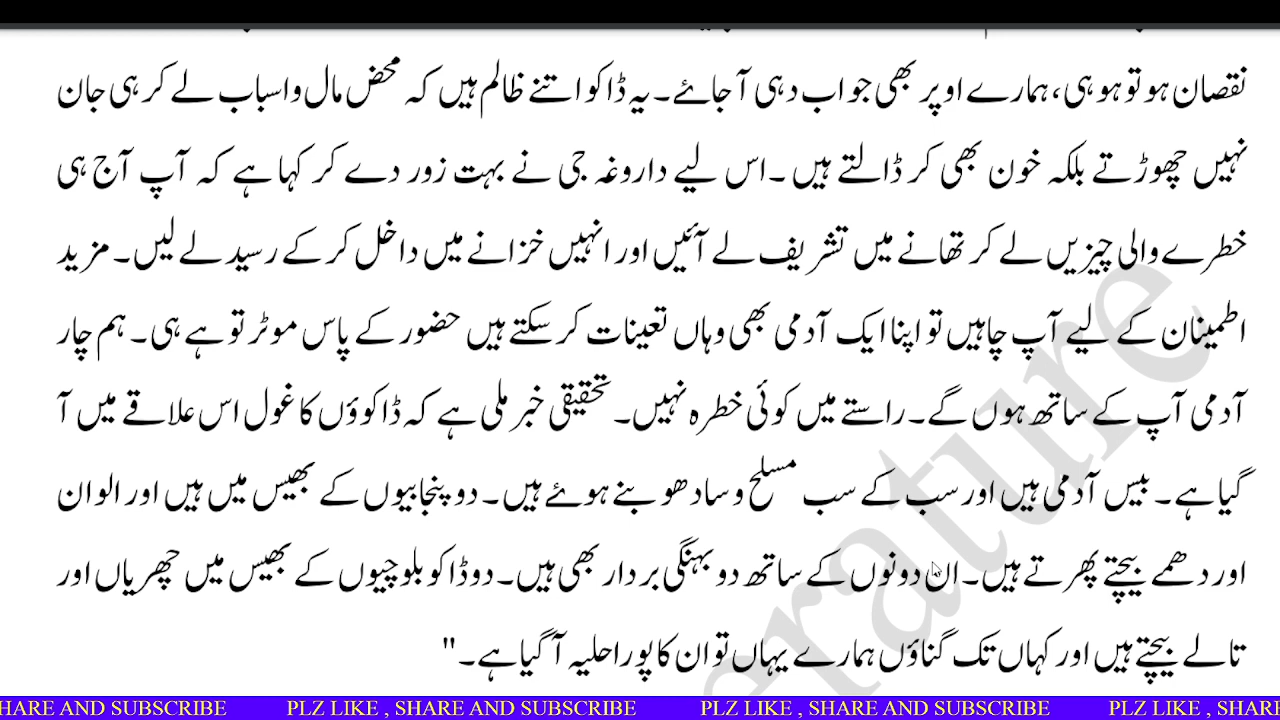 نقصان ہو تو ہو ہی، ہمارے اوپر بھی جواب دہی آ جائے۔ یہ ڈاکو اتنے ظالم ہیں کہ محض مال و اسباب لے کر ہی جان
نہیں چھوڑتے بلکہ خون بھی کر ڈالتے ہیں۔ اس لیے داروغہ جی نے بہت زور دے کر کہا ہے کہ آپ آج ہی
خطرے والی چیزیں لے کر تھانے میں تشریف لے آئیں اور انہیں خزانے میں داخل کر کے رسید لے لیں۔ مزید
اطمینان کے لیے آپ چاہیں تو اپنا ایک آدمی بھی وہاں تعینات کر سکتے ہیں حضور کے پاس موٹر تو ہے ہی۔ ہم چار
آدمی آپ کے ساتھ ہوں گے۔ راستے میں کوئی خطرہ نہیں۔ تحقیقی خبر ملی ہے کہ ڈاکوؤں کا غول اس علاقے میں آ
گیا ہے۔ بیس آدمی ہیں اور سب کے سب مسلح و سادھو بنے ہوئے ہیں۔ دو پنجابیوں کے بھیس میں ہیں اور الوان
اور دھمے بیچتے پھرتے ہیں۔ ان دونوں کے ساتھ دو بہنگی بردار بھی ہیں۔ دو ڈاکو بلوچیوں کے بھیس میں چھریاں اور
تالے بیچتے ہیں اور کہاں تک گناؤں ہمارے یہاں تو ان کا پورا حلیہ آ گیا ہے۔"
erature
HARE AND SUBSCRIBE PLZ LIKE , SHARE AND SUBSCRIBE PLZ LIKE , SHARE AND SUBSCRIBE PLZ LIKE , SHAR